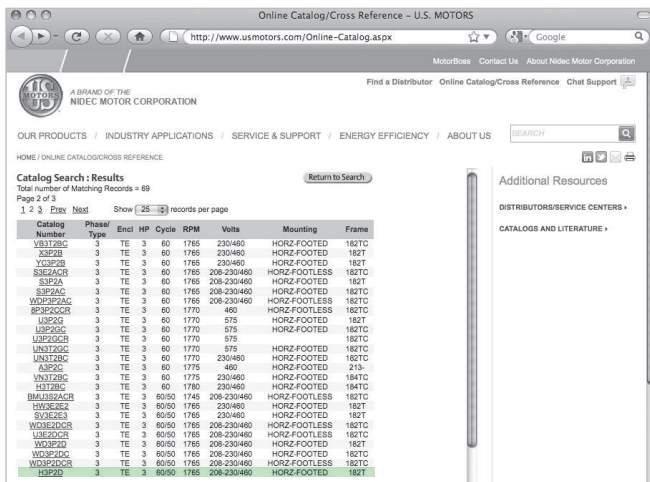 Online Catalog/Cross Reference – U.S. MOTORS
http://www.usmotors.com/Online-Catalog.aspx
Google
MotorBoss Contact Us About Nidec Motor Corporation
Find a Distributor Online Catalog/Cross Reference Chat Support
US
MOTORS
A BRAND OF THE
NIDEC MOTOR CORPORATION
OUR PRODUCTS / INDUSTRY APPLICATIONS / SERVICE & SUPPORT / ENERGY EFFICIENCY / ABOUT US
SEARCH
HOME / ONLINE CATALOG/CROSS REFERENCE
Catalog Search : Results
Return to Search
Total number of Matching Records = 69
Page 2 of 3
1 2 3 Prev Next Show 25 records per page
Additional Resources
DISTRIBUTORS/SERVICE CENTERS
CATALOGS AND LITERATURE
Catalog Number Phase/Type Encl HP Cycle RPM Volts Mounting Frame
VB3T2BC 3 TE 3 60 1765 230/460 HORZ-FOOTED 182TC
X3P2B 3 TE 3 60 1765 230/460 HORZ-FOOTED 182T
YC3P2B 3 TE 3 60 1765 230/460 HORZ-FOOTED 182T
S3E2ACR 3 TE 3 60 1765 208-230/460 HORZ-FOOTLESS 182TC
S3P2A 3 TE 3 60 1765 208-230/460 HORZ-FOOTED 182T
S3P2AC 3 TE 3 60 1765 208-230/460 HORZ-FOOTED 182TC
WDP3P2AC 3 TE 3 60 1765 208-230/460 HORZ-FOOTLESS 182TC
8P3P2CCR 3 TE 3 60 1770 460 HORZ-FOOTLESS 182TC
U3P2G 3 TE 3 60 1770 575 HORZ-FOOTED 182T
U3P2GC 3 TE 3 60 1770 575 HORZ-FOOTED 182TC
U3P2GCR 3 TE 3 60 1770 575 182TC
UN3T2GC 3 TE 3 60 1770 575 HORZ-FOOTED 182TC
UN3T2BC 3 TE 3 60 1770 230/460 HORZ-FOOTED 182TC
A3P2C 3 TE 3 60 1775 460 HORZ-FOOTED 213-
VN3T2BC 3 TE 3 60 1775 230/460 HORZ-FOOTED 184TC
H3T2BC 3 TE 3 60 1780 230/460 HORZ-FOOTED 184TC
BMU3S2ACR 3 TE 3 60/50 1745 208-230/460 HORZ-FOOTLESS 182TC
HW3E2E2 3 TE 3 60/50 1765 230/460 HORZ-FOOTED 182T
SV3E2E3 3 TE 3 60/50 1765 230/460 HORZ-FOOTED 182T
WD3E2DCR 3 TE 3 60/50 1765 208-230/460 HORZ-FOOTLESS 182TC
U3E2DCR 3 TE 3 60/50 1765 208-230/460 HORZ-FOOTLESS 182TC
WD3P2D 3 TE 3 60/50 1765 208-230/460 HORZ-FOOTED 182T
WD3P2DC 3 TE 3 60/50 1765 208-230/460 HORZ-FOOTED 182TC
WD3P2DCR 3 TE 3 60/50 1765 208-230/460 HORZ-FOOTLESS 182TC
H3P2D 3 TE 3 60/50 1765 208-230/460 HORZ-FOOTED 182T